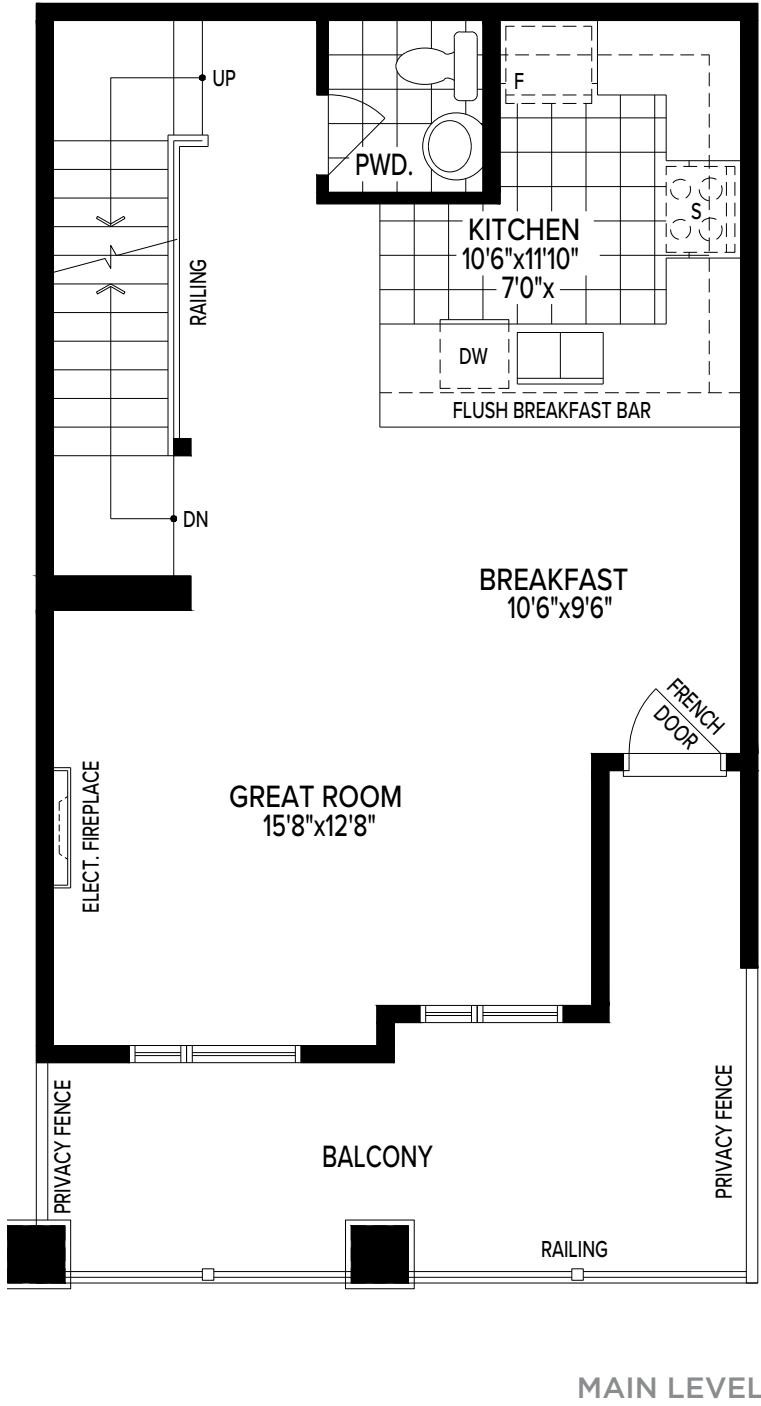 UP
F
PWD.
S
KITCHEN
10'6"x11'10"
7'0"x
RAILING
DW
FLUSH BREAKFAST BAR
DN
BREAKFAST
10'6"x9'6"
FRENCH
DOOR
GREAT ROOM
15'8"x12'8"
ELECT. FIREPLACE
PRIVACY FENCE
PRIVACY FENCE
BALCONY
RAILING
MAIN LEVEL